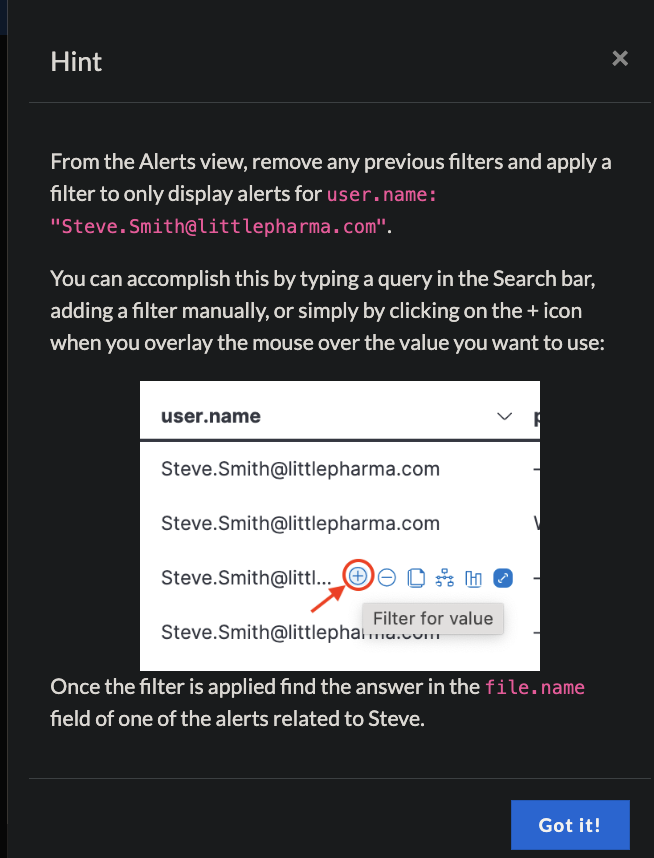 Hint
×
From the Alerts view, remove any previous filters and apply a
filter to only display alerts for user.name:
"Steve.Smith@littlepharma.com".
You can accomplish this by typing a query in the Search bar,
adding a filter manually, or simply by clicking on the + icon
when you overlay the mouse over the value you want to use:
user.name
Steve.Smith@littlepharma.com
Steve.Smith@littlepharma.com
Steve.Smith@littl...
Filter for value
Steve.Smith@littlepharma.com
Once the filter is applied find the answer in the file.name
field of one of the alerts related to Steve.
Got it!